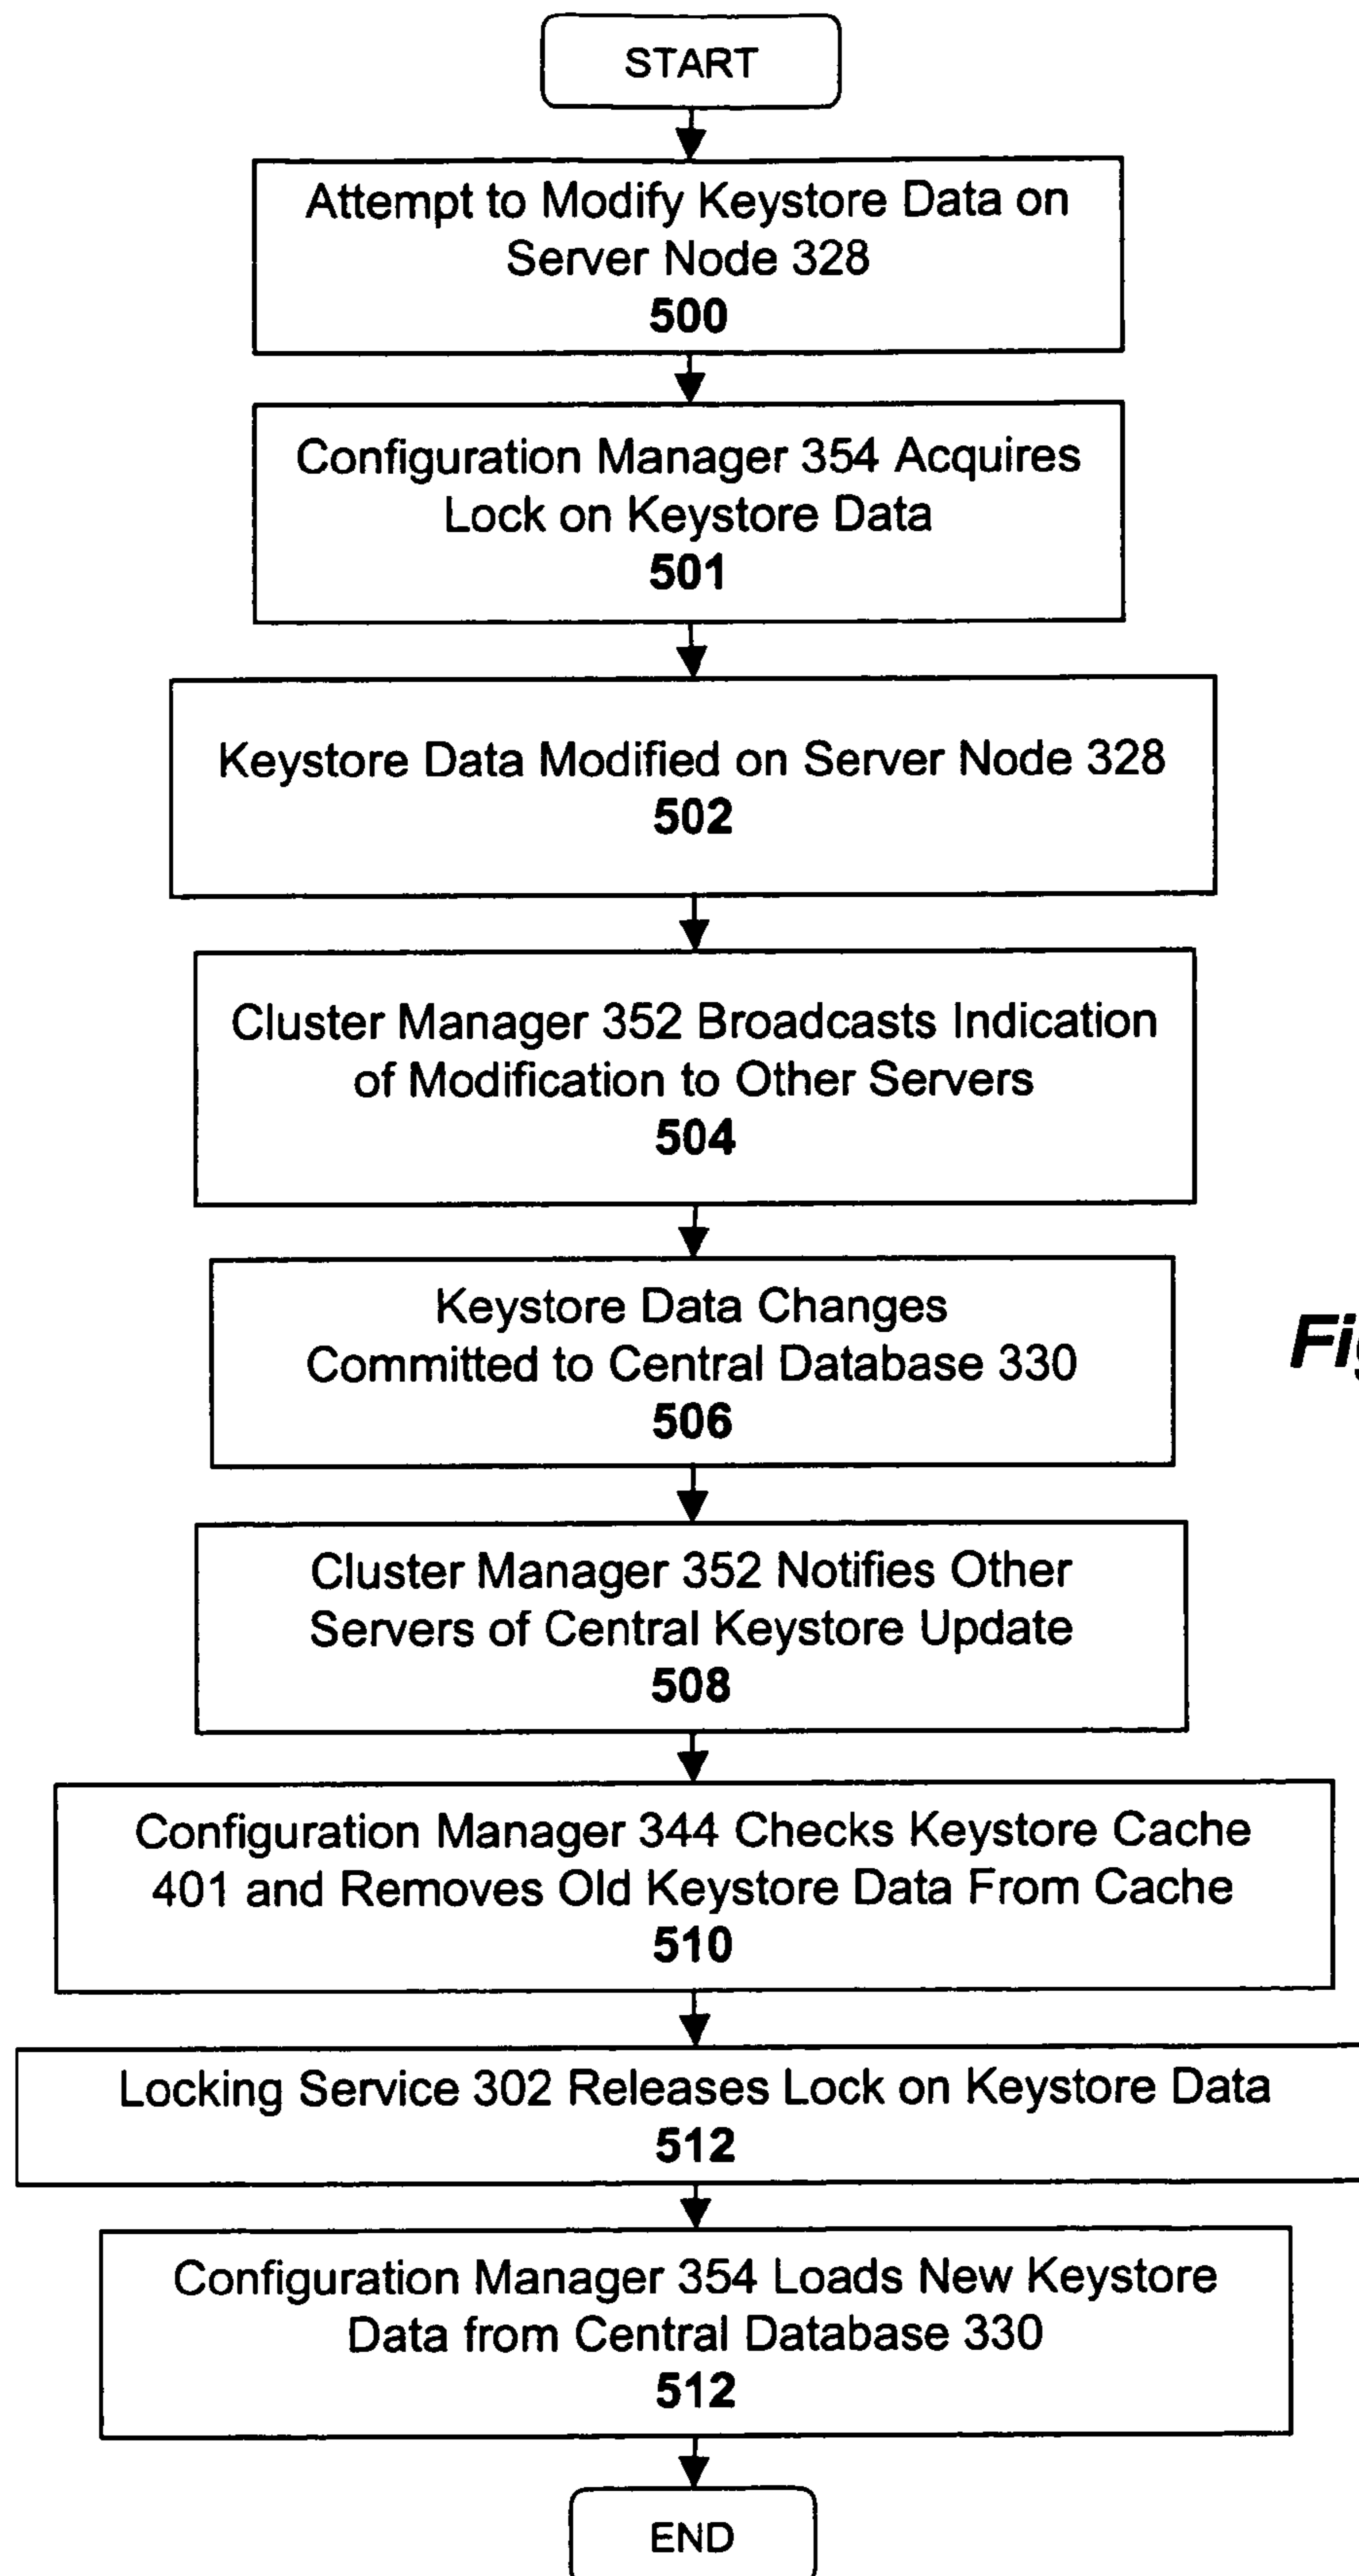 START
Attempt to Modify Keystore Data on
Server Node 328
500
Configuration Manager 354 Acquires
Lock on Keystore Data
501
Keystore Data Modified on Server Node 328
502
Cluster Manager 352 Broadcasts Indication
of Modification to Other Servers
504
Keystore Data Changes
Committed to Central Database 330
506
Cluster Manager 352 Notifies Other
Servers of Central Keystore Update
508
Configuration Manager 344 Checks Keystore Cache
401 and Removes Old Keystore Data From Cache
510
Locking Service 302 Releases Lock on Keystore Data
512
Configuration Manager 354 Loads New Keystore
Data from Central Database 330
512
END